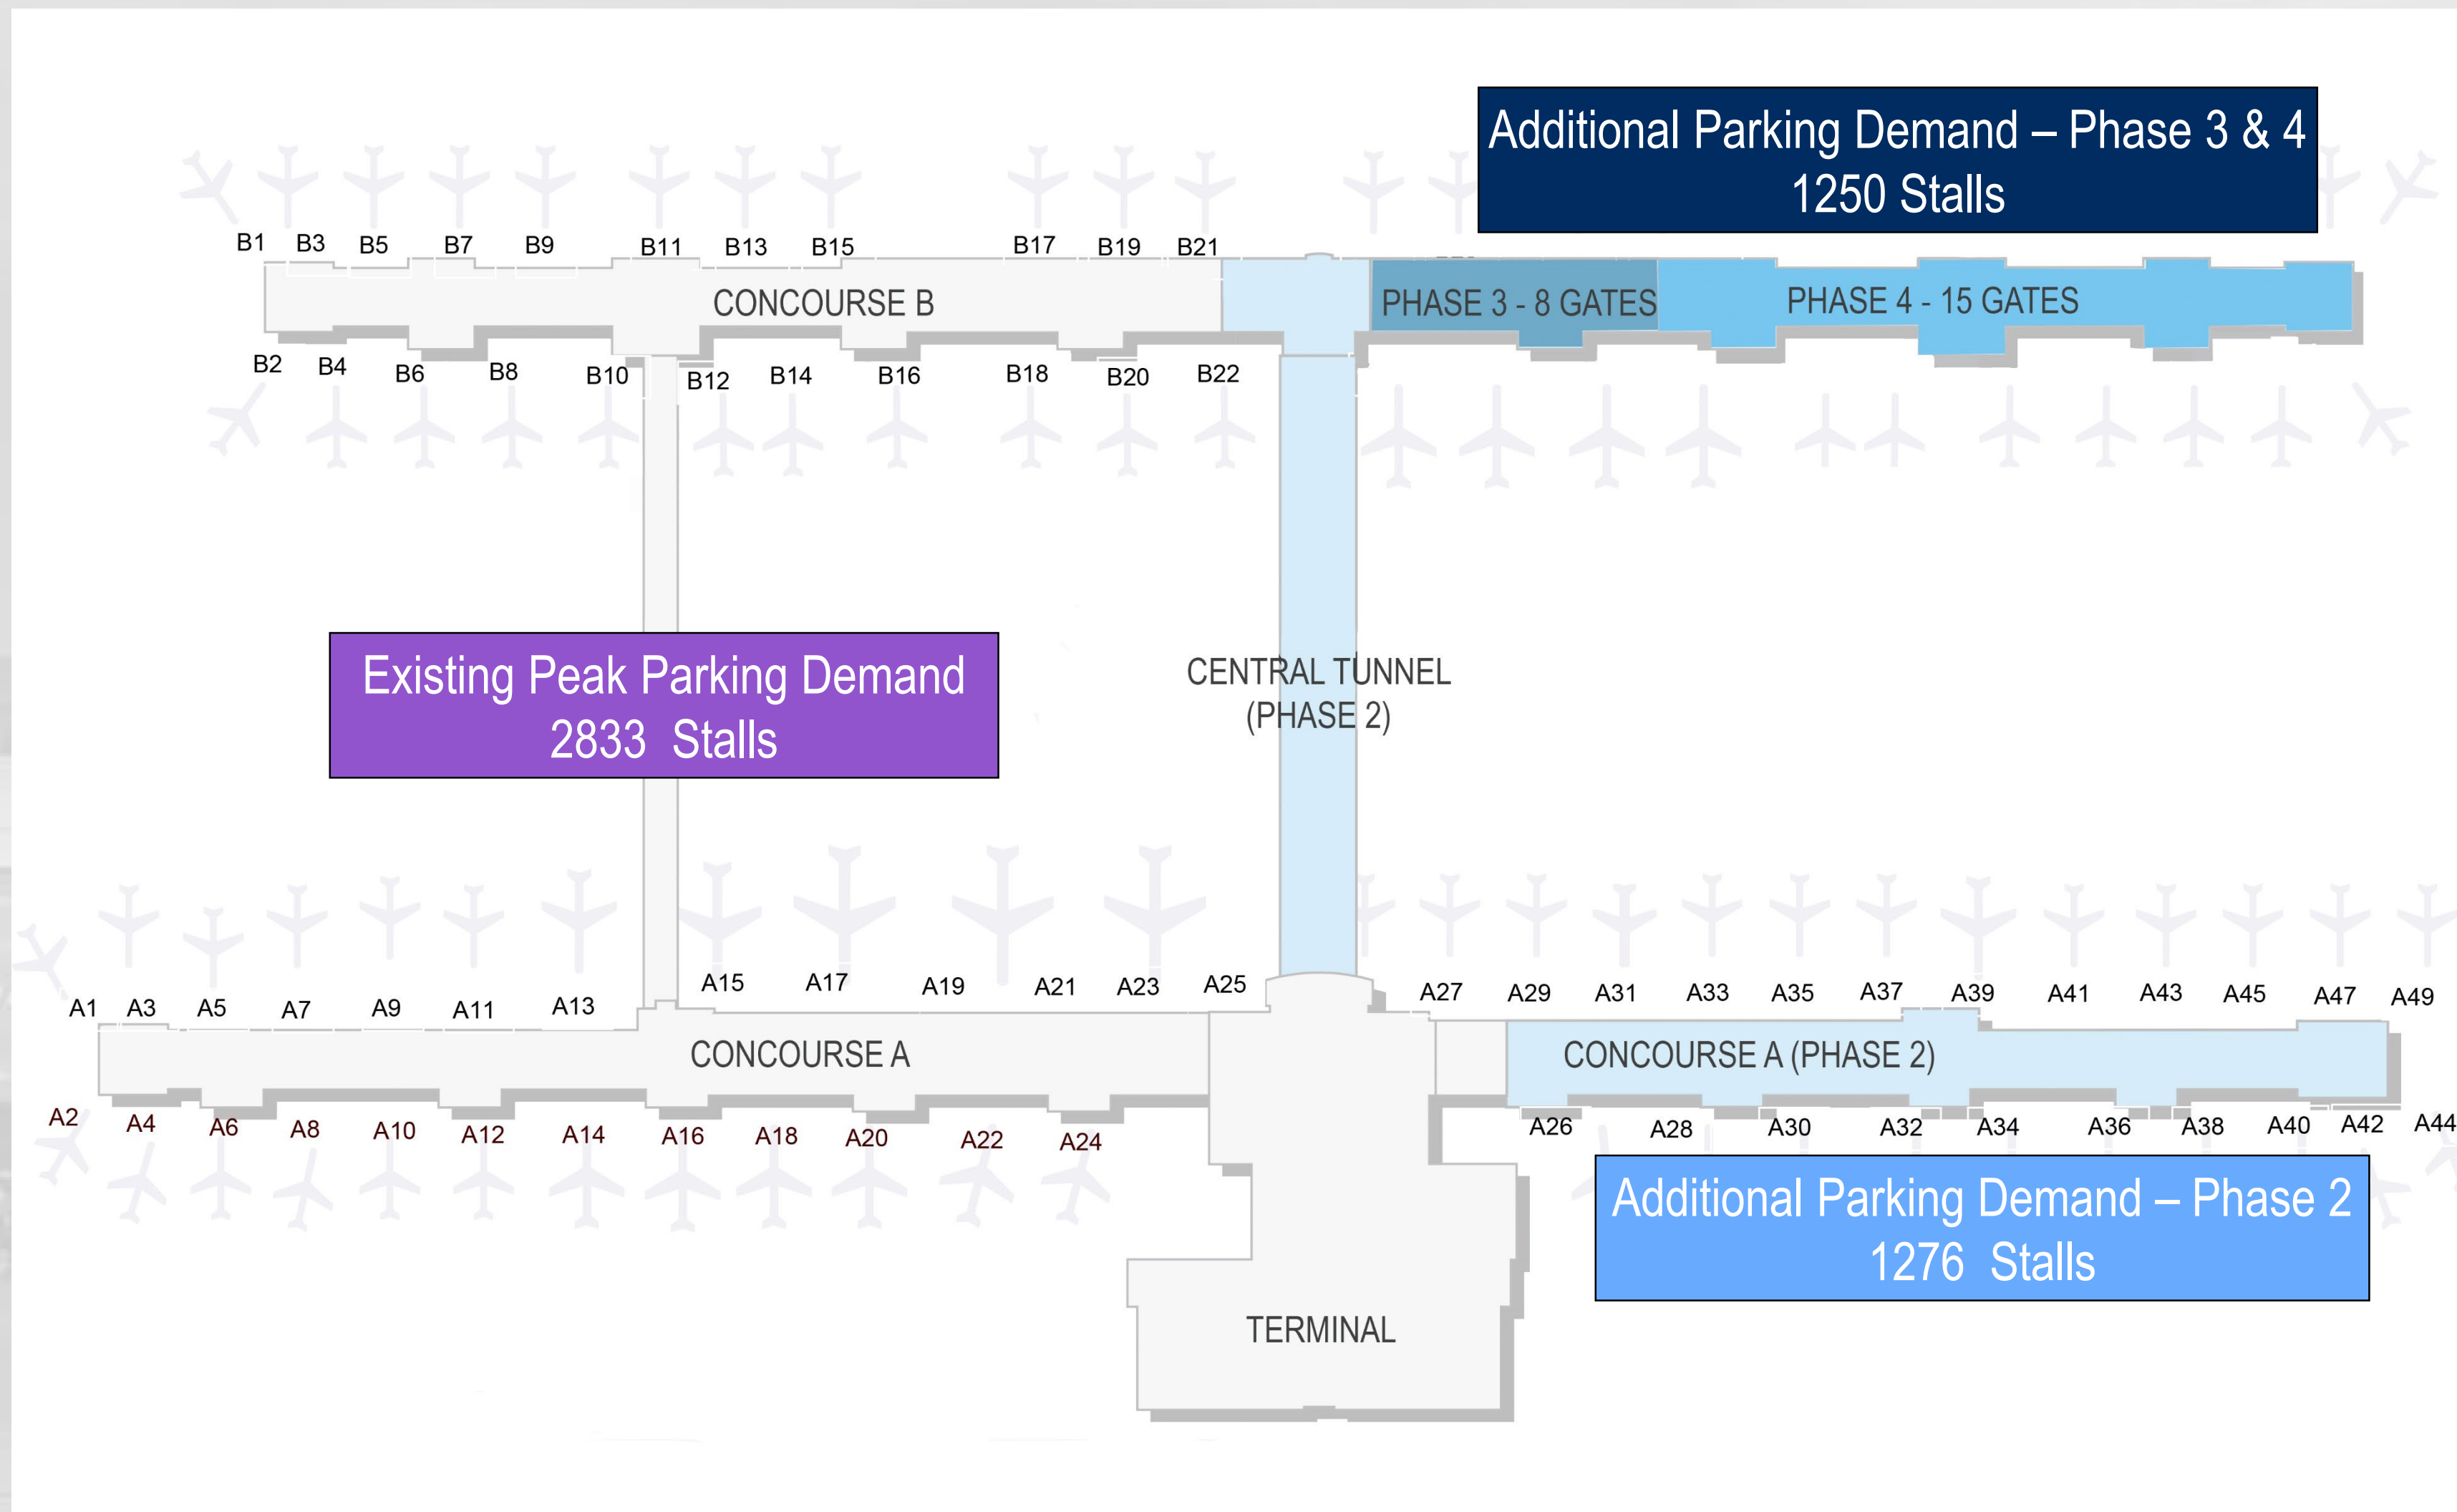 Additional Parking Demand – Phase 3 & 4
1250 Stalls
B1 B3 B5 B7 B9 B11 B13 B15 B17 B19 B21
CONCOURSE B
PHASE 3 - 8 GATES
PHASE 4 - 15 GATES
B2 B4 B6 B8 B10 B12 B14 B16 B18 B20 B22
Existing Peak Parking Demand
2833 Stalls
CENTRAL TUNNEL
(PHASE 2)
A1 A3 A5 A7 A9 A11 A13 A15 A17 A19 A21 A23 A25 A27 A29 A31 A33 A35 A37 A39 A41 A43 A45 A47 A49
CONCOURSE A
CONCOURSE A (PHASE 2)
A2 A4 A6 A8 A10 A12 A14 A16 A18 A20 A22 A24 A26 A28 A30 A32 A34 A36 A38 A40 A42 A44
Additional Parking Demand – Phase 2
1276 Stalls
TERMINAL